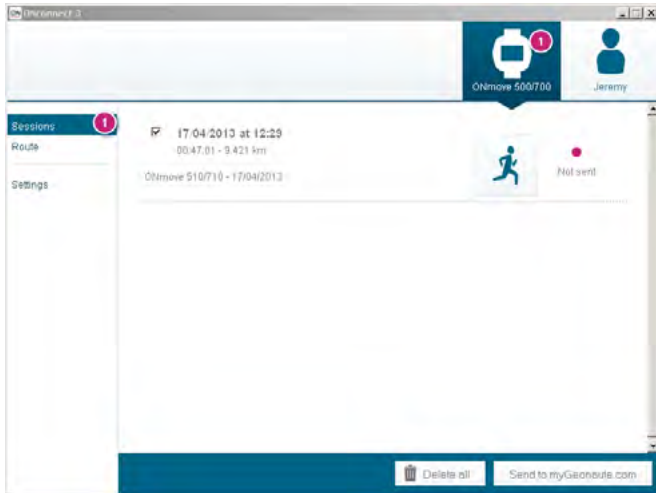 ONconnect 3
1
ONmove 500/700
Jeremy
Sessions
1
Route
Settings
17/04/2013 at 12:29
00:47:01 - 9.421 km
ONmove 510/710 - 17/04/2013
Not sent
Delete all
Send to myGeonaute.com